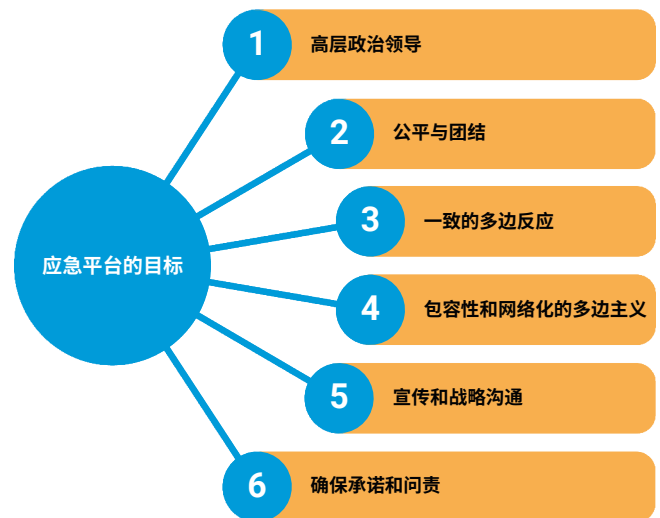 1
高层政治领导
2
公平与团结
3
一致的多边反应
应急平台的目标
4
包容性和网络化的多边主义
5
宣传和战略沟通
6
确保承诺和问责